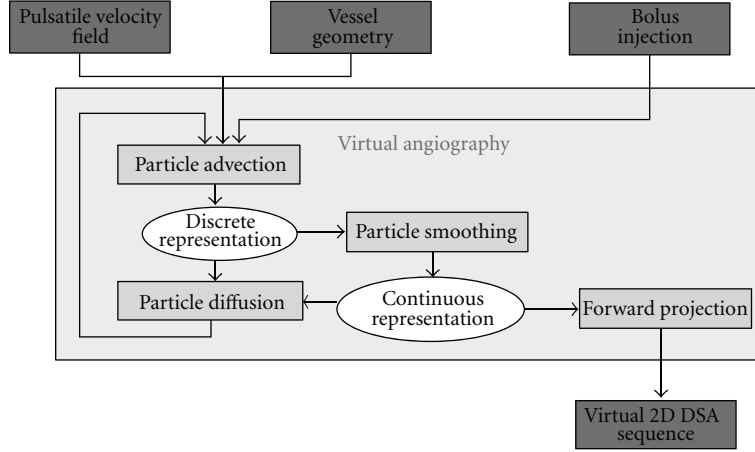 Pulsatile velocity
field
Vessel
geometry
Bolus
injection
Virtual angiography
Particle advection
Discrete
representation
Particle smoothing
Particle diffusion
Continuous
representation
Forward projection
Virtual 2D DSA
sequence